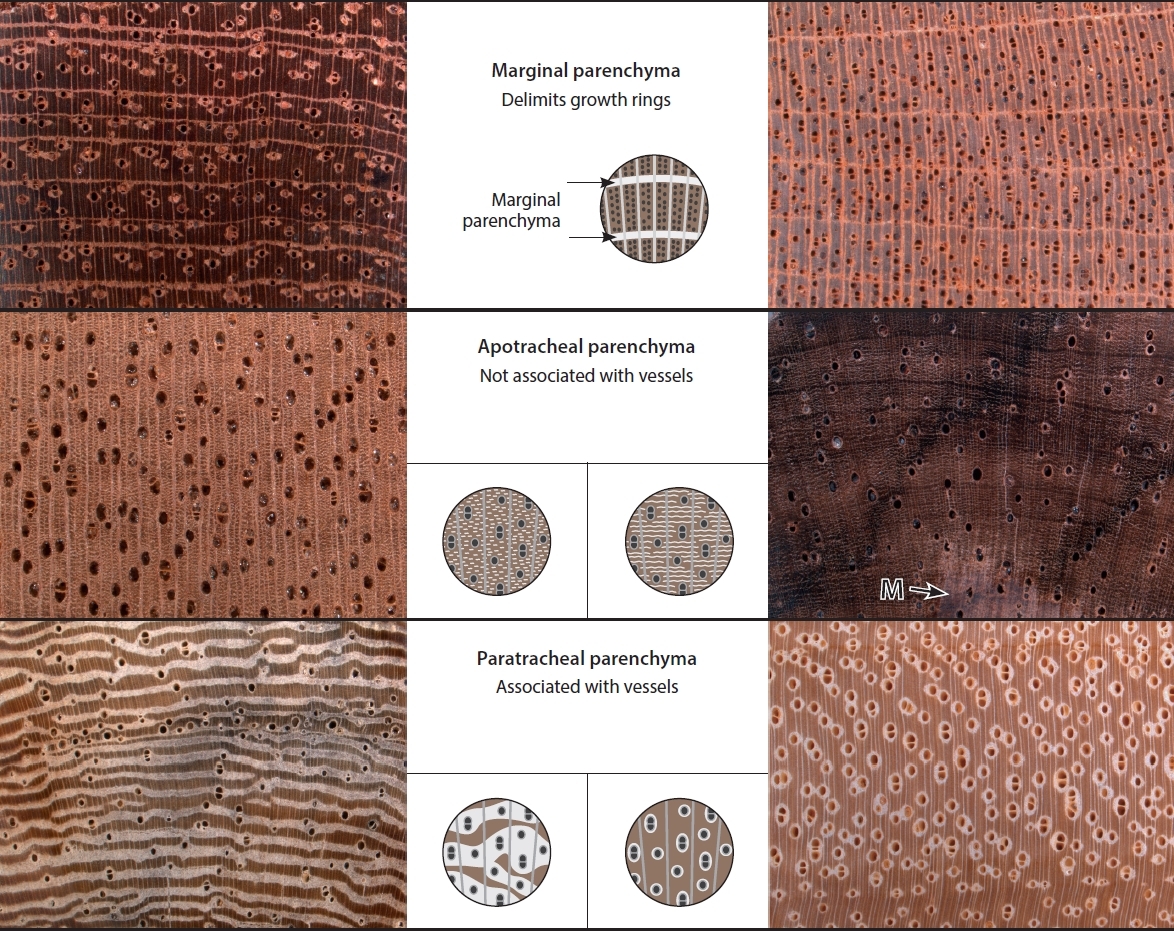 Marginal parenchyma
Delimits growth rings
Marginal
parenchyma
Apotracheal parenchyma
Not associated with vessels
M
Paratracheal parenchyma
Associated with vessels